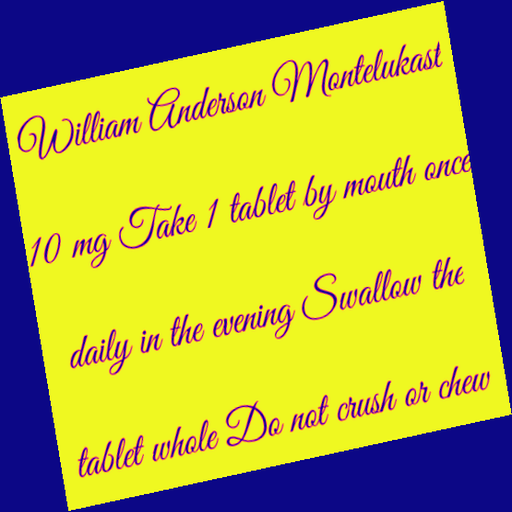 William Anderson Montelukast
10 mg Take 1 tablet by mouth once
daily in the evening Swallow the
tablet whole Do not crush or chew